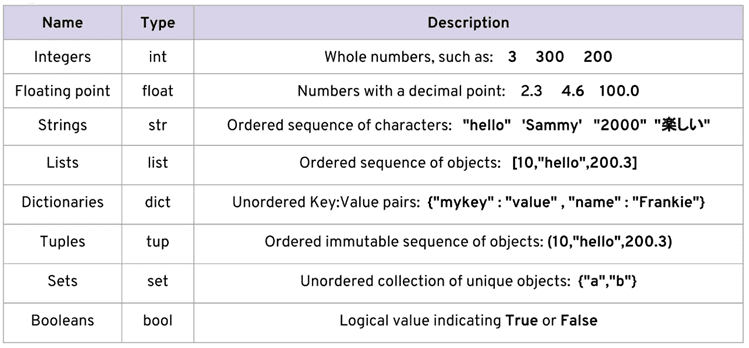 Name Type Description
Integers int Whole numbers, such as: 3 300 200
Floating point float Numbers with a decimal point: 2.3 4.6 100.0
Strings str Ordered sequence of characters: "hello" 'Sammy' "2000" "楽しい"
Lists list Ordered sequence of objects: [10,"hello",200.3]
Dictionaries dict Unordered Key:Value pairs: {"mykey" : "value" , "name" : "Frankie"}
Tuples tup Ordered immutable sequence of objects: (10,"hello",200.3)
Sets set Unordered collection of unique objects: {"a","b"}
Booleans bool Logical value indicating True or False